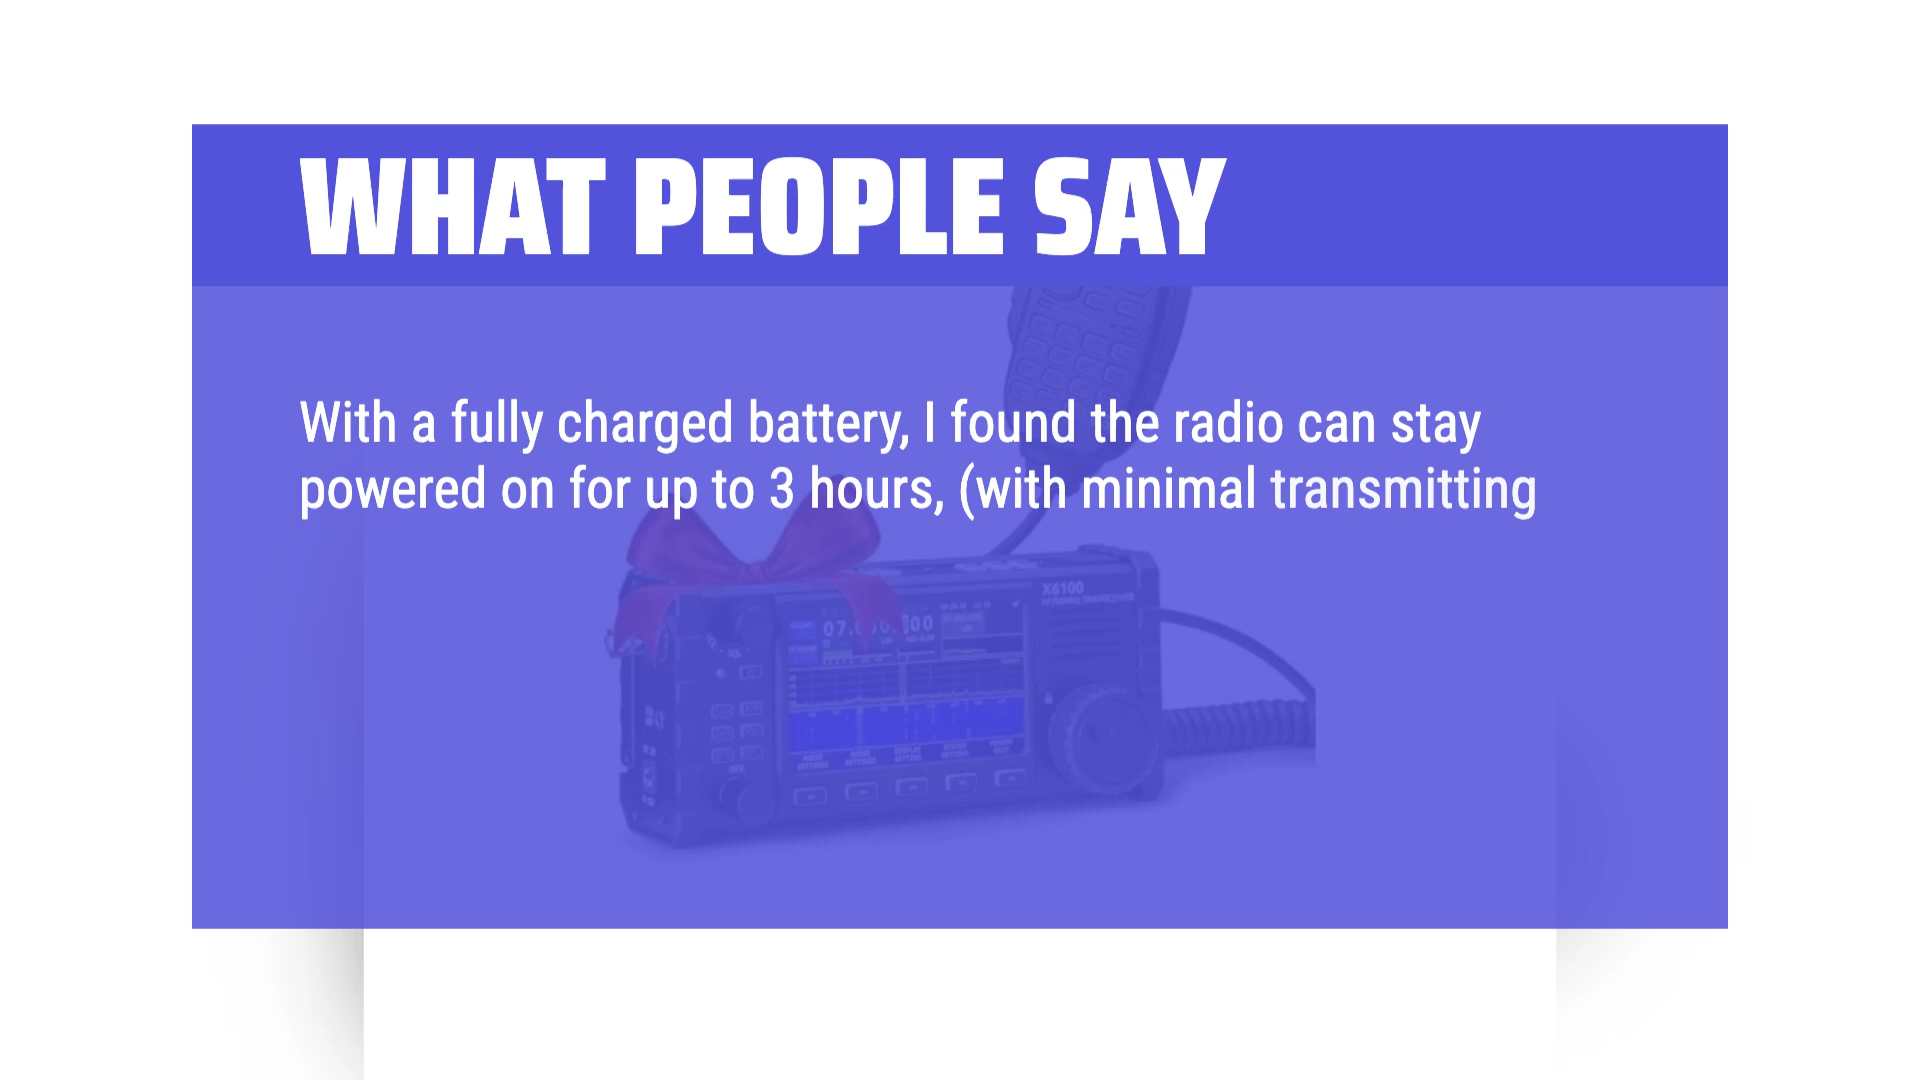 WHAT PEOPLE SAY
With a fully charged battery, I found the radio can stay
powered on for up to 3 hours, (with minimal transmitting
X6100